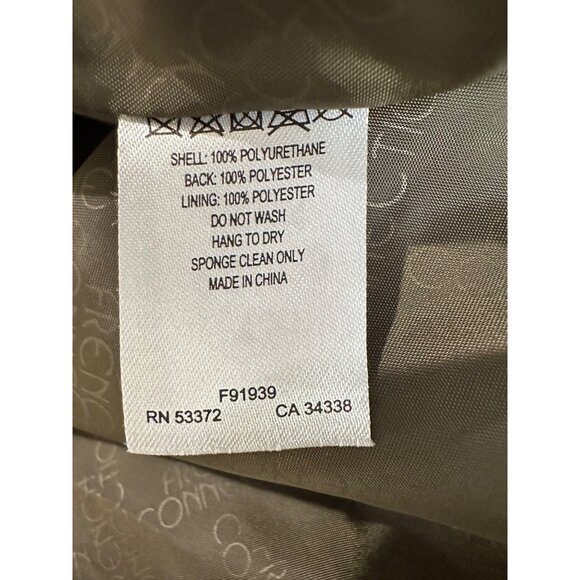 SHELL: 100% POLYURETHANE
BACK: 100% POLYESTER
LINING: 100% POLYESTER
DO NOT WASH
HANG TO DRY
SPONGE CLEAN ONLY
MADE IN CHINA
F91939
RN 53372 CA 34338